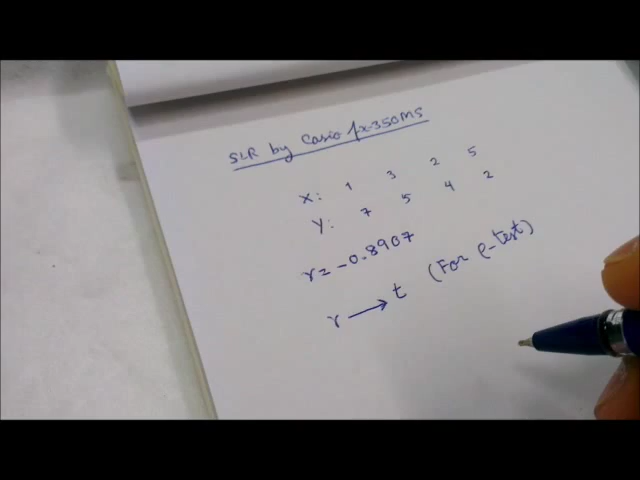 SLR by Casio fx-350MS
X: 1 3 2 5
Y: 7 5 4 2
r = -0.8907
r → t (For ρ-test)